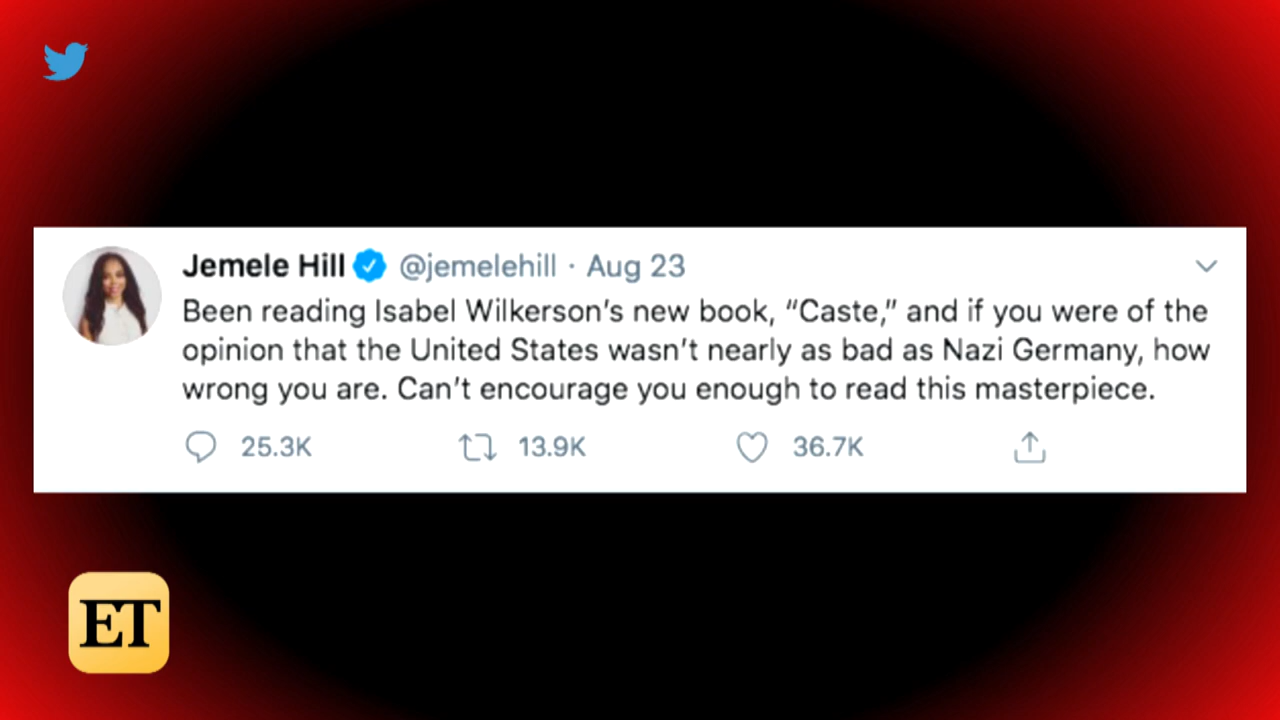 Jemele Hill @jemelehill · Aug 23
Been reading Isabel Wilkerson’s new book, “Caste,” and if you were of the
opinion that the United States wasn’t nearly as bad as Nazi Germany, how
wrong you are. Can’t encourage you enough to read this masterpiece.
25.3K 13.9K 36.7K
ET